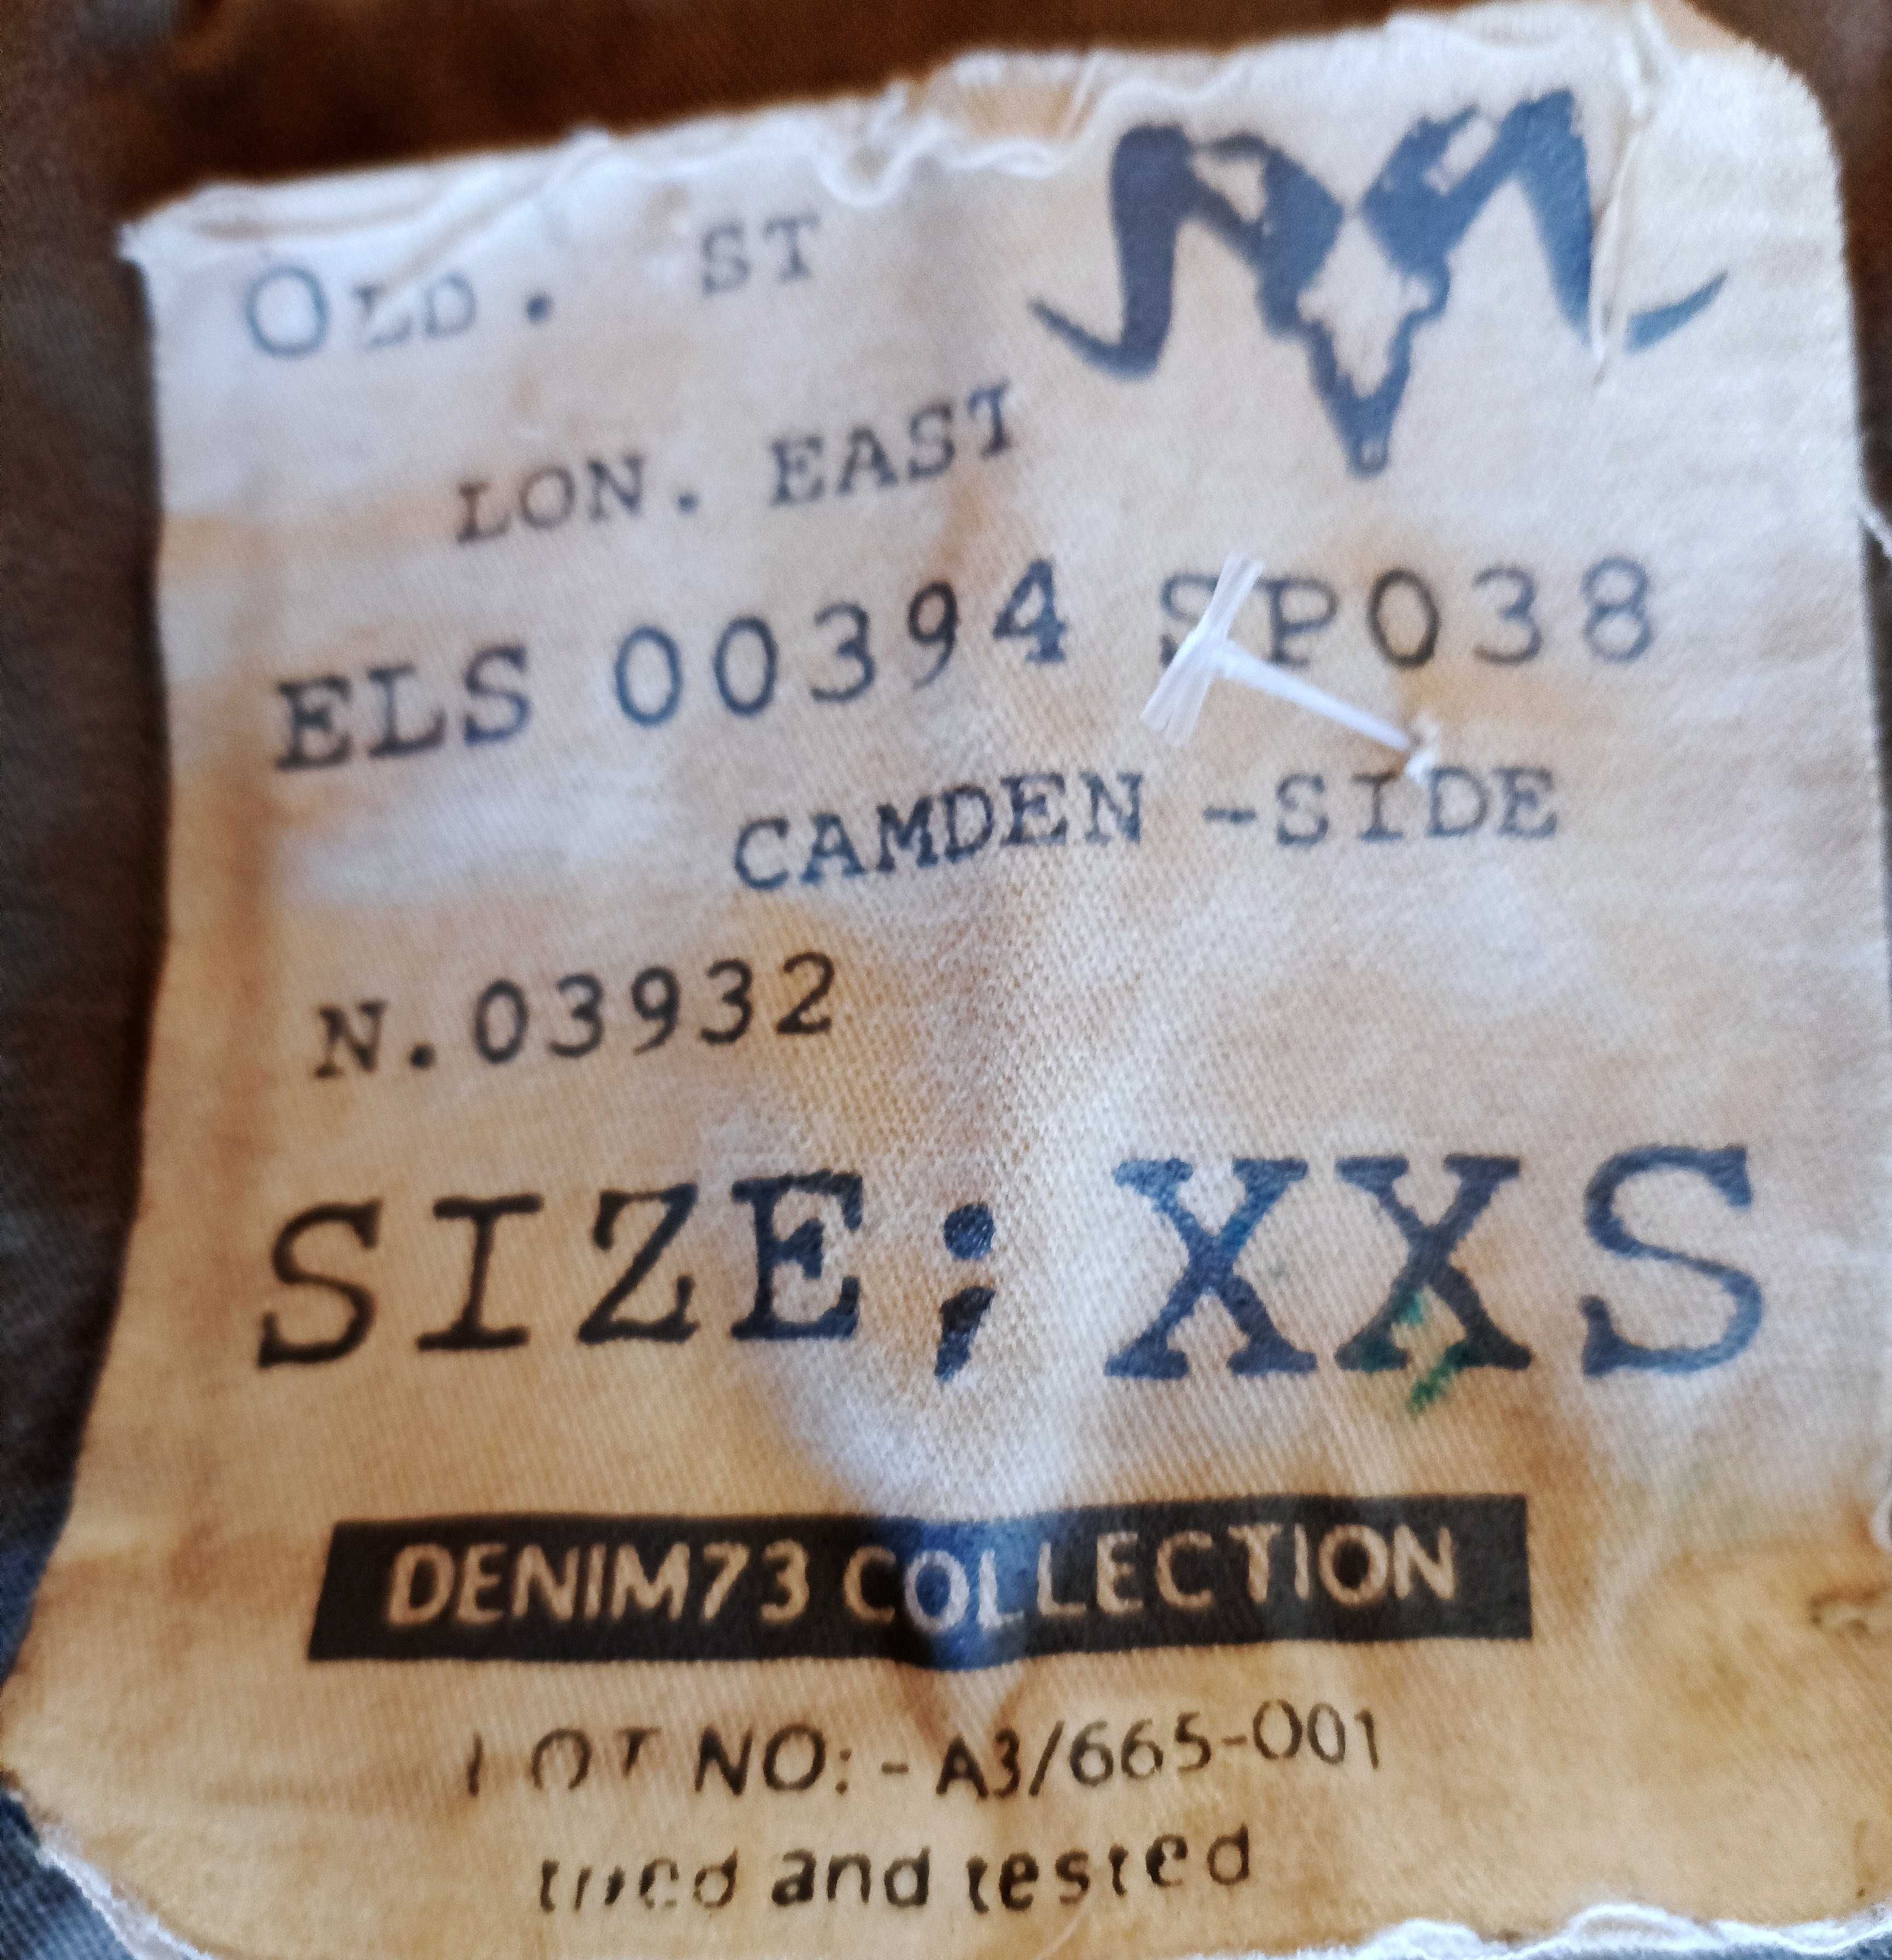 OLD. ST
LON. EAST
ELS 00394 SP038
CAMDEN -SIDE
N.03932
SIZE; XXS
DENIM73 COLLECTION
LOT NO: - A3/665-001
tried and tested